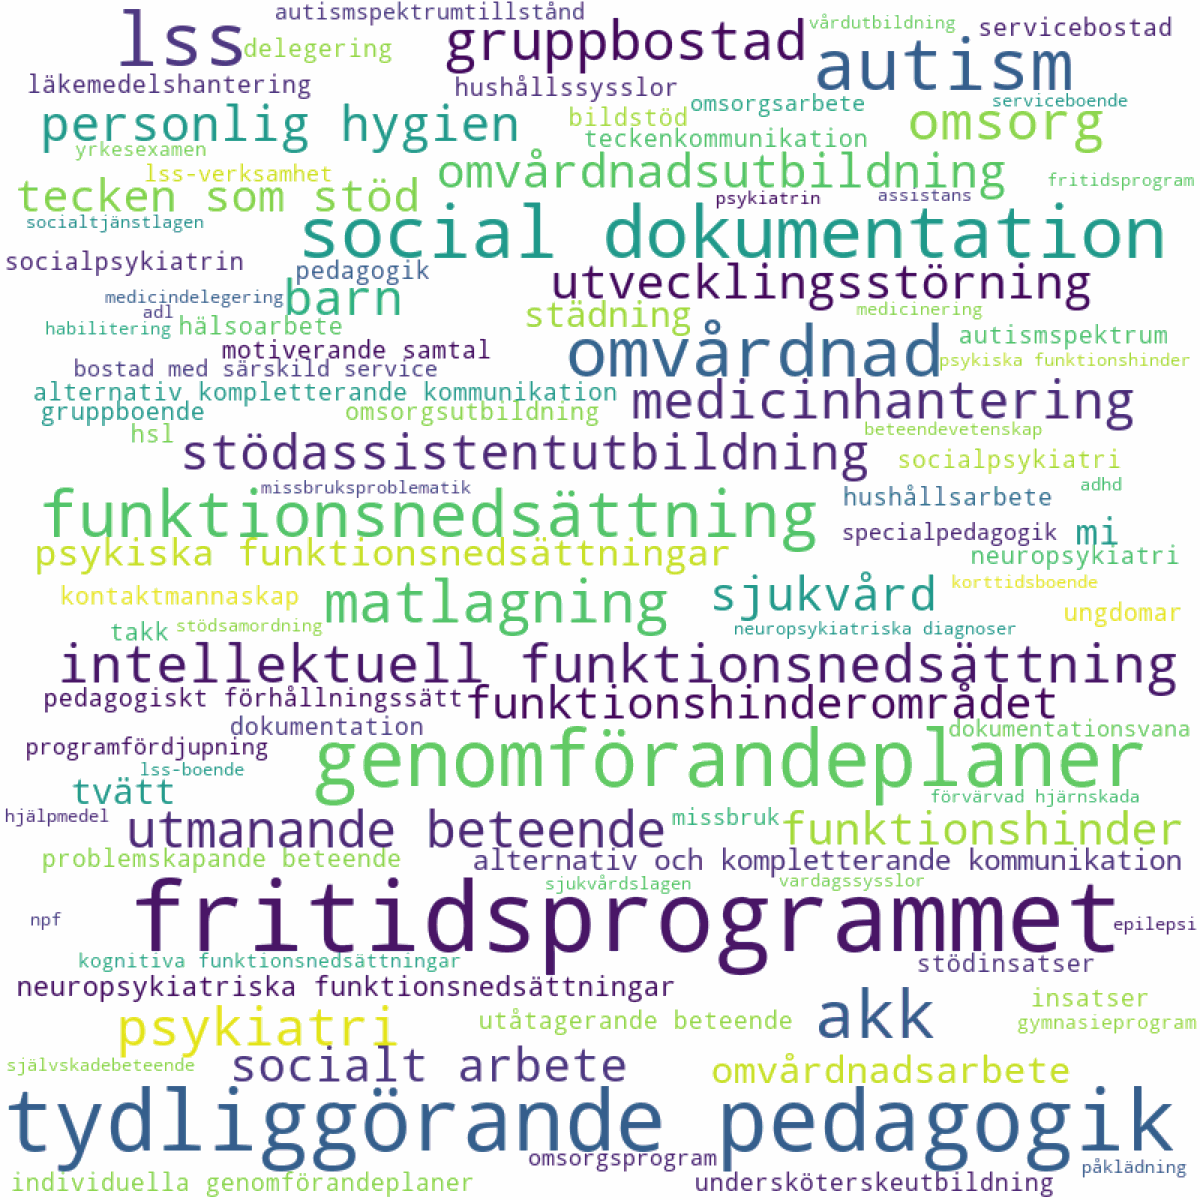 autismspektrumtillstånd
lss
delegering
gruppbostad
vårdutbildning
servicebostad
autism
läkemedelshantering
hushållssysslor
omsorgsarbete
serviceboende
personlig hygien
bildstöd
teckenkommunikation
omsorg
yrkesexamen
lss-verksamhet
omvårdnadsutbildning
fritidsprogram
tecken som stöd
psykiatrin
assistans
socialtjänstlagen
social dokumentation
socialpsykiatrin
pedagogik
utvecklingsstörning
medicindelegering
barn
adl
städning
medicinering
habilitering
hälsoarbete
autismspektrum
motiverande samtal
omvårdnad
psykiska funktionshinder
bostad med särskild service
alternativ kompletterande kommunikation
medicinhantering
gruppboende
omsorgsutbildning
hsl
beteendevetenskap
stödassistentutbildning
socialpsykiatri
missbruksproblematik
adhd
funktionsnedsättning
hushållsarbete
specialpedagogik
mi
psykiska funktionsnedsättningar
neuropsykiatri
kontaktmannaskap
matlagning
sjukvård
korttidsboende
ungdomar
takk
stödsamordning
neuropsykiatriska diagnoser
intellektuell funktionsnedsättning
pedagogiskt förhållningssätt
funktionshinderområdet
dokumentation
dokumentationsvana
programfördjupning
genomförandeplaner
lss-boende
tvätt
förvärvad hjärnskada
hjälpmedel
utmanande beteende
missbruk
funktionshinder
problemskapande beteende
alternativ och kompletterande kommunikation
sjukvårdslagen
vardagssysslor
npf
fritidsprogrammet
epilepsi
kognitiva funktionsnedsättningar
stödinsatser
neuropsykiatriska funktionsnedsättningar
akk
insatser
psykiatri
utåtagerande beteende
gymnasieprogram
självskadebeteende
socialt arbete
omvårdnadsarbete
tydliggörande pedagogik
omsorgsprogram
påklädning
individuella genomförandeplaner
undersköterskeutbildning